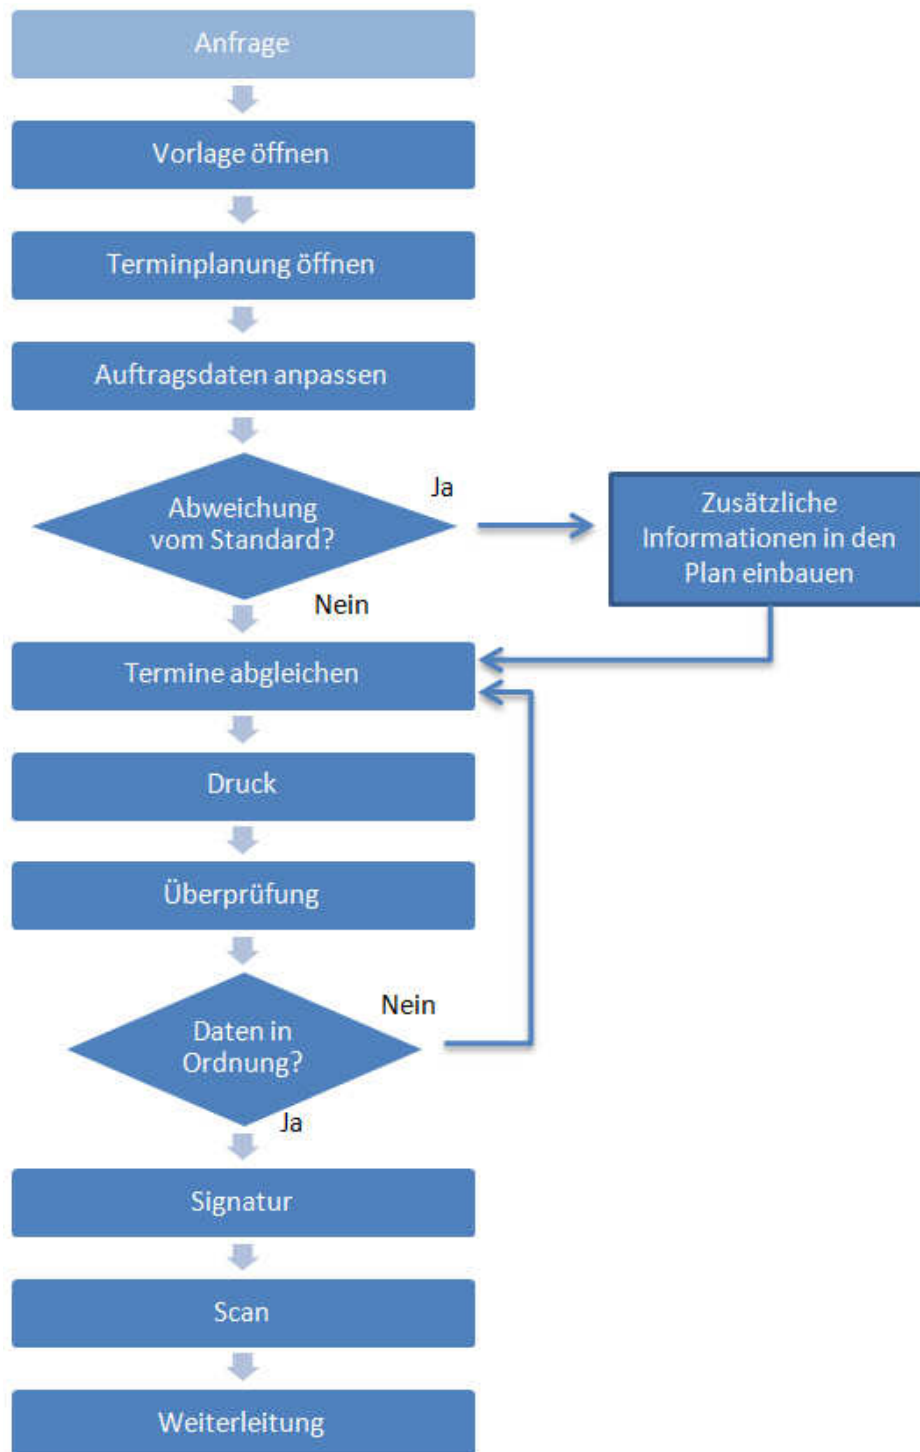 Anfrage
Vorlage öffnen
Terminplanung öffnen
Auftragsdaten anpassen
Abweichung
vom Standard?
Ja
Zusätzliche
Informationen in den
Plan einbauen
Nein
Termine abgleichen
Druck
Überprüfung
Daten in
Ordnung?
Nein
Ja
Signatur
Scan
Weiterleitung